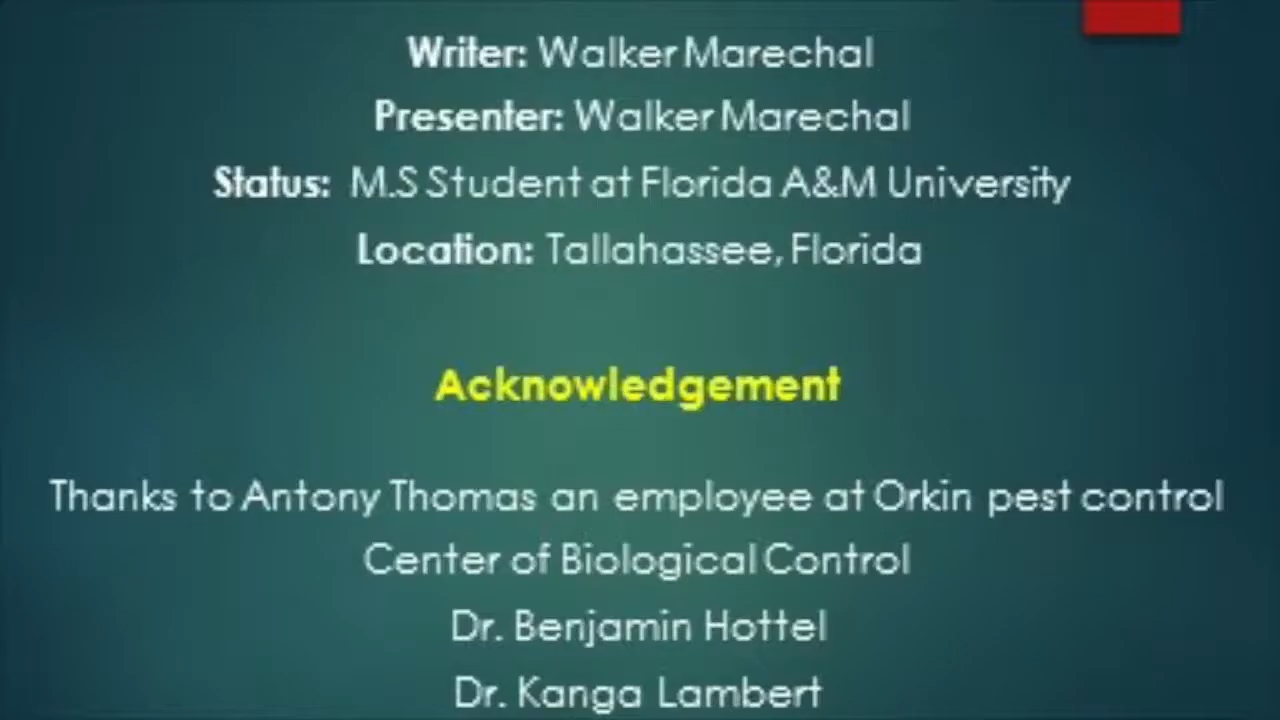 Writer: Walker Marechal
Presenter: Walker Marechal
Status: M.S Student at Florida A&M University
Location: Tallahassee, Florida
Acknowledgement
Thanks to Antony Thomas an employee at Orkin pest control
Center of Biological Control
Dr. Benjamin Hottel
Dr. Kanga Lambert